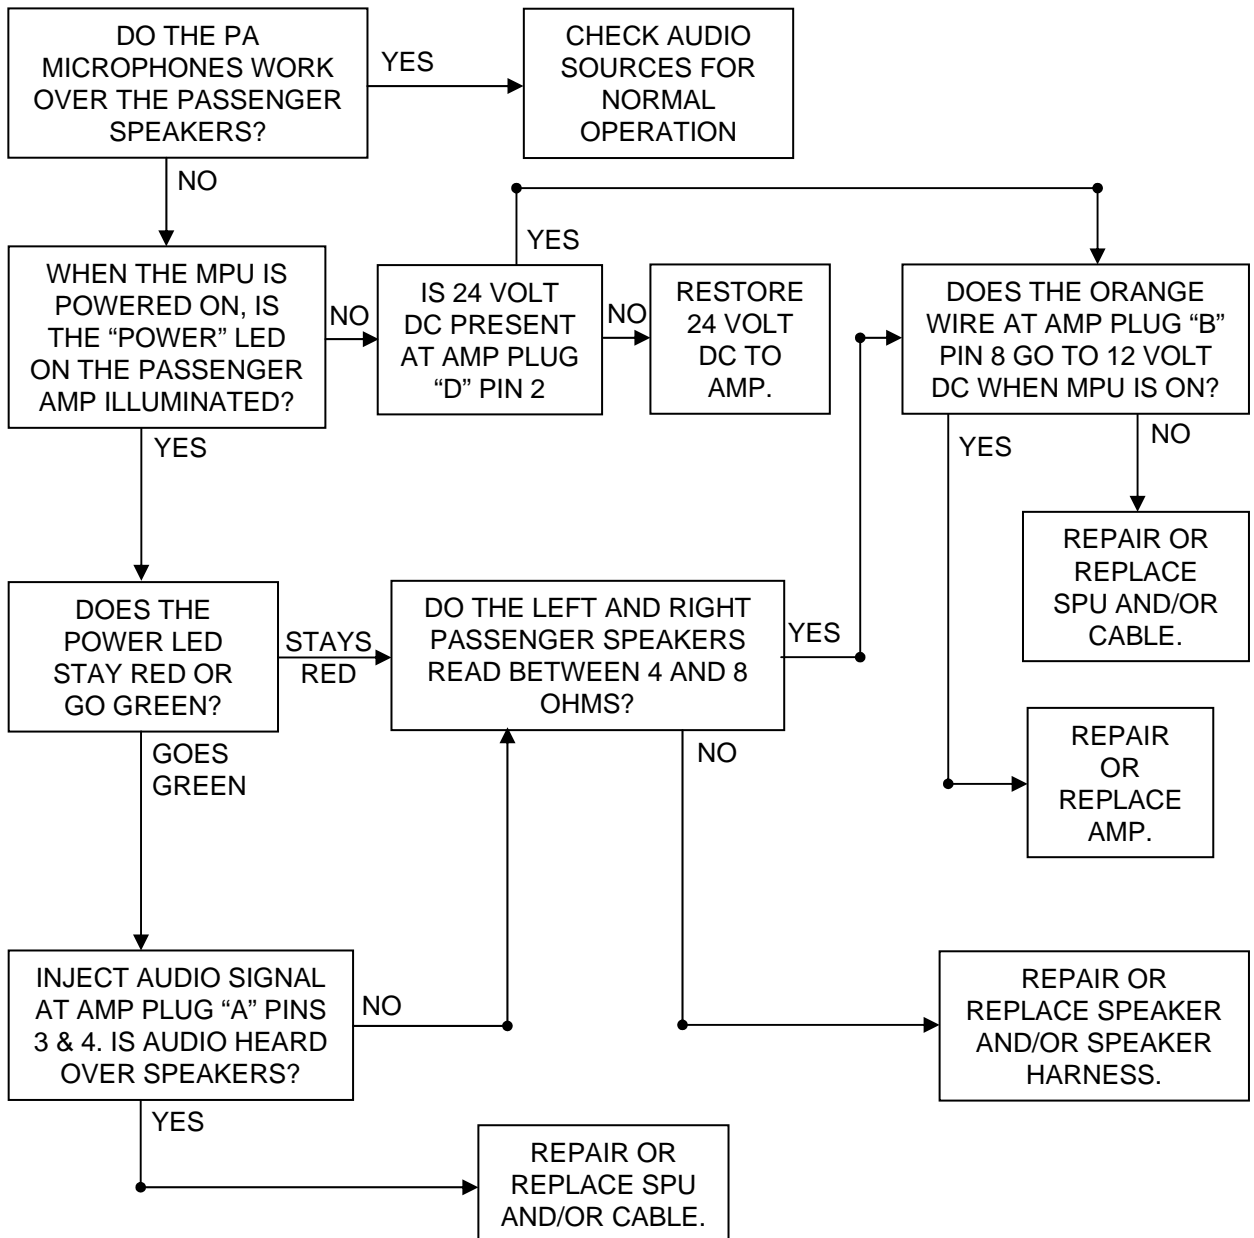 DO THE PA
MICROPHONES WORK
OVER THE PASSENGER
SPEAKERS?
YES
CHECK AUDIO
SOURCES FOR
NORMAL
OPERATION
NO
WHEN THE MPU IS
POWERED ON, IS
THE “POWER” LED
ON THE PASSENGER
AMP ILLUMINATED?
NO
IS 24 VOLT
DC PRESENT
AT AMP PLUG
“D” PIN 2
YES
NO
RESTORE
24 VOLT
DC TO
AMP.
DOES THE ORANGE
WIRE AT AMP PLUG “B”
PIN 8 GO TO 12 VOLT
DC WHEN MPU IS ON?
YES
NO
REPAIR OR
REPLACE
SPU AND/OR
CABLE.
REPAIR
OR
REPLACE
AMP.
YES
DOES THE
POWER LED
STAY RED OR
GO GREEN?
STAYS
RED
DO THE LEFT AND RIGHT
PASSENGER SPEAKERS
READ BETWEEN 4 AND 8
OHMS?
YES
NO
GOES
GREEN
INJECT AUDIO SIGNAL
AT AMP PLUG “A” PINS
3 & 4. IS AUDIO HEARD
OVER SPEAKERS?
NO
REPAIR OR
REPLACE SPEAKER
AND/OR SPEAKER
HARNESS.
YES
REPAIR OR
REPLACE SPU
AND/OR CABLE.